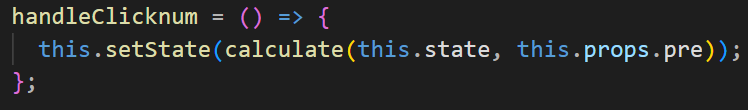 handleClicknum = () => {
this.setState(calculate(this.state, this.props.pre));
};